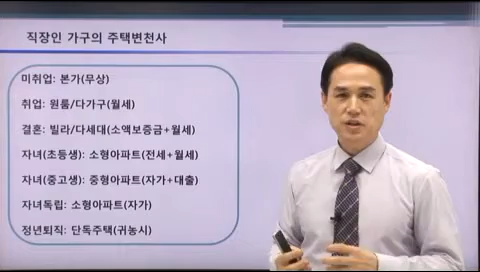 직장인 가구의 주택변천사
미취업: 본가(무상)
취업: 원룸/다가구(월세)
결혼: 빌라/다세대(소액보증금+월세)
자녀(초등생): 소형아파트(전세+월세)
자녀(중고생): 중형아파트(자가+대출)
자녀독립: 소형아파트(자가)
정년퇴직: 단독주택(귀농시)